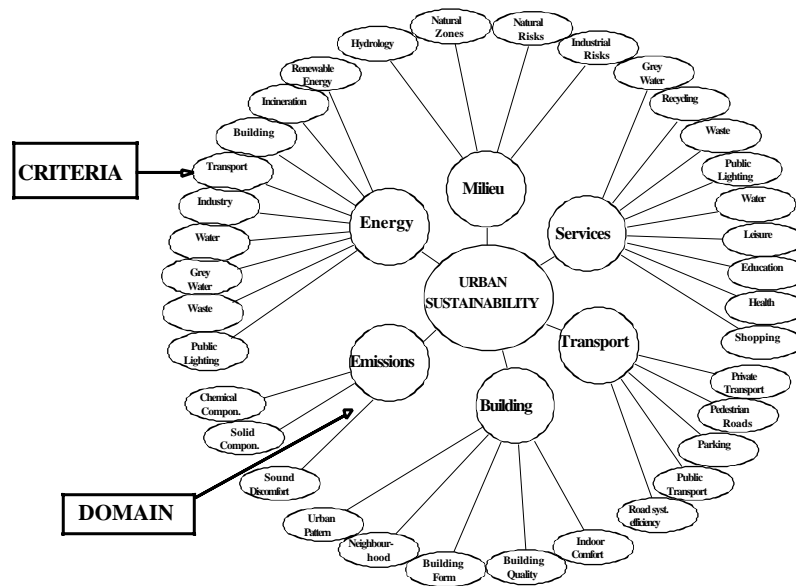 Natural
Zones
Natural
Risks
Hydrology
Industrial
Risks
Renewable
Energy
Grey
Water
Incineration
Recycling
Building
Waste
CRITERIA
Transport
Public
Lighting
Milieu
Industry
Water
Energy
Services
Water
Leisure
Grey
Water
Education
URBAN
SUSTAINABILITY
Waste
Health
Public
Lighting
Shopping
Emissions
Transport
Private
Transport
Chemical
Compon.
Pedestrian
Roads
Building
Solid
Compon.
Parking
Sound
Discomfort
Public
Transport
DOMAIN
Urban
Pattern
Road syst.
efficiency
Neighbour-
hood
Indoor
Comfort
Building
Form
Building
Quality